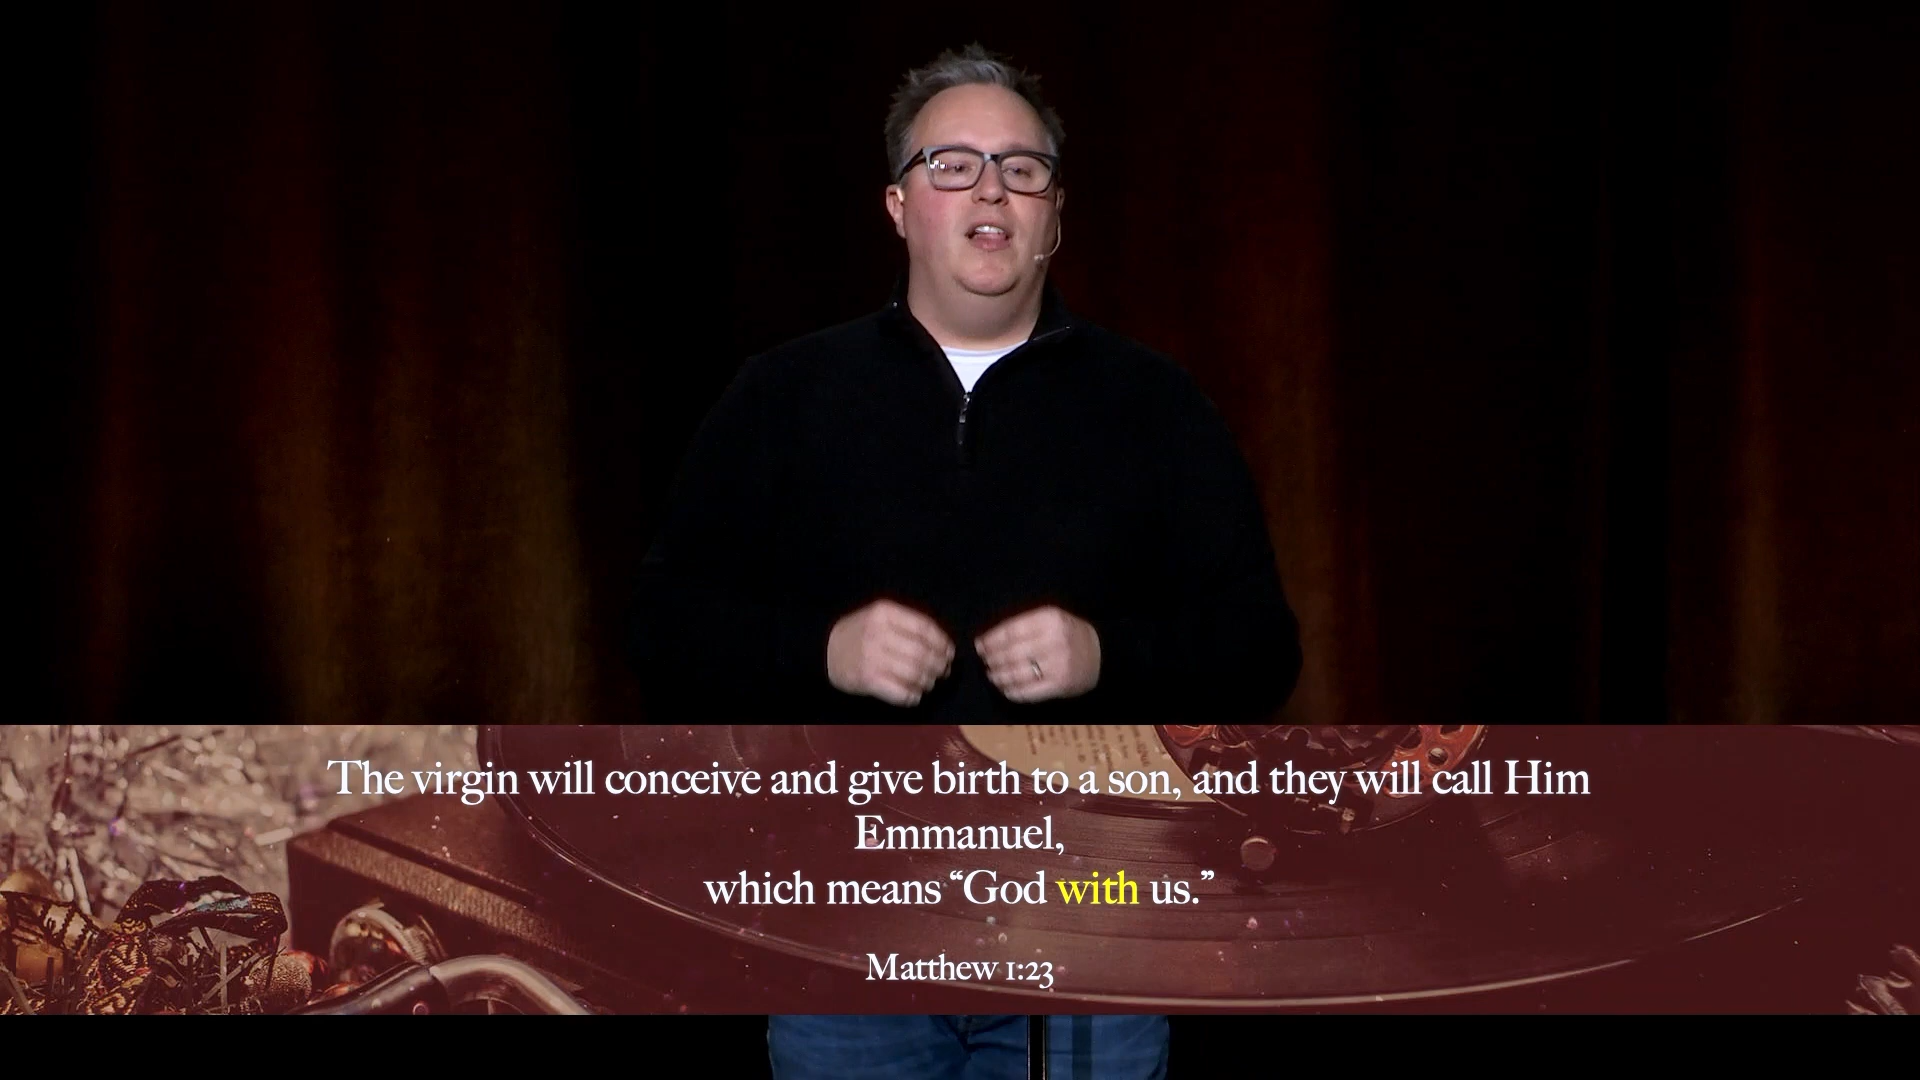 The virgin will conceive and give birth to a son, and they will call Him
Emmanuel,
which means “God with us.”
Matthew 1:23